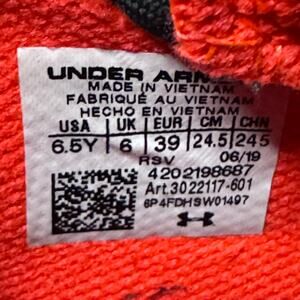 UNDER ARMOUR
MADE IN VIETNAM
FABRIQUÉ AU VIETNAM
HECHO EN VIETNAM
USA UK EUR CM CHN
6.5Y 6 39 24.5 245
RSV 06/19
4202198687
Art.3022117-601
6P4FDHSW01497